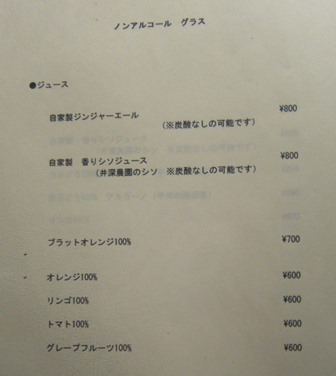 ノンアルコール グラス
●ジュース
自家製ジンジャーエール ¥800
(※炭酸なしの可能です)
自家製 香りシソジュース ¥800
(井深農園のシソ ※炭酸なしの可能です)
ブラットオレンジ100% ¥700
オレンジ100% ¥600
リンゴ100% ¥600
トマト100% ¥600
グレープフルーツ100% ¥600